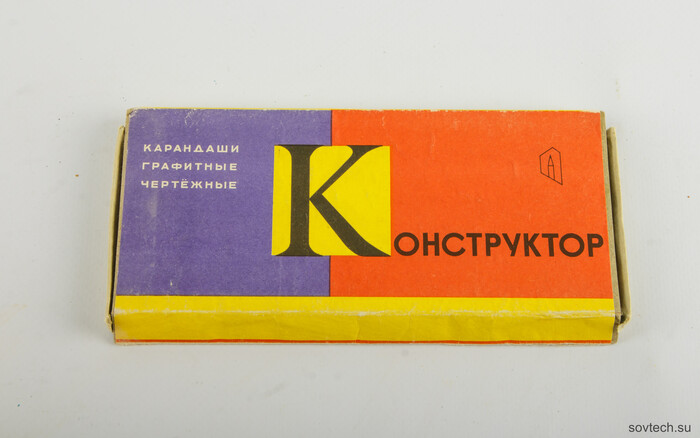 КАРАНДАШИ
ГРАФИТНЫЕ
ЧЕРТЁЖНЫЕ
КОНСТРУКТОР
А
sovtech.su